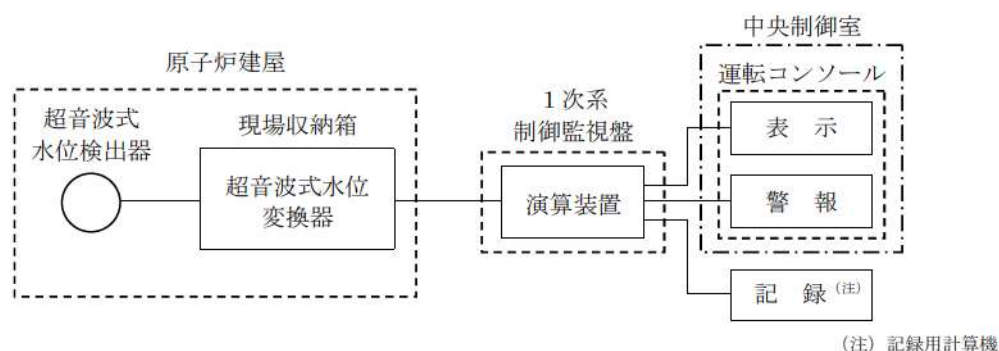 中央制御室
原子炉建屋
運転コンソール
超音波式
水位検出器
現場収納箱
1次系
制御監視盤
表 示
超音波式水位
変換器
演算装置
警 報
記 録 (注)
(注) 記録用計算機